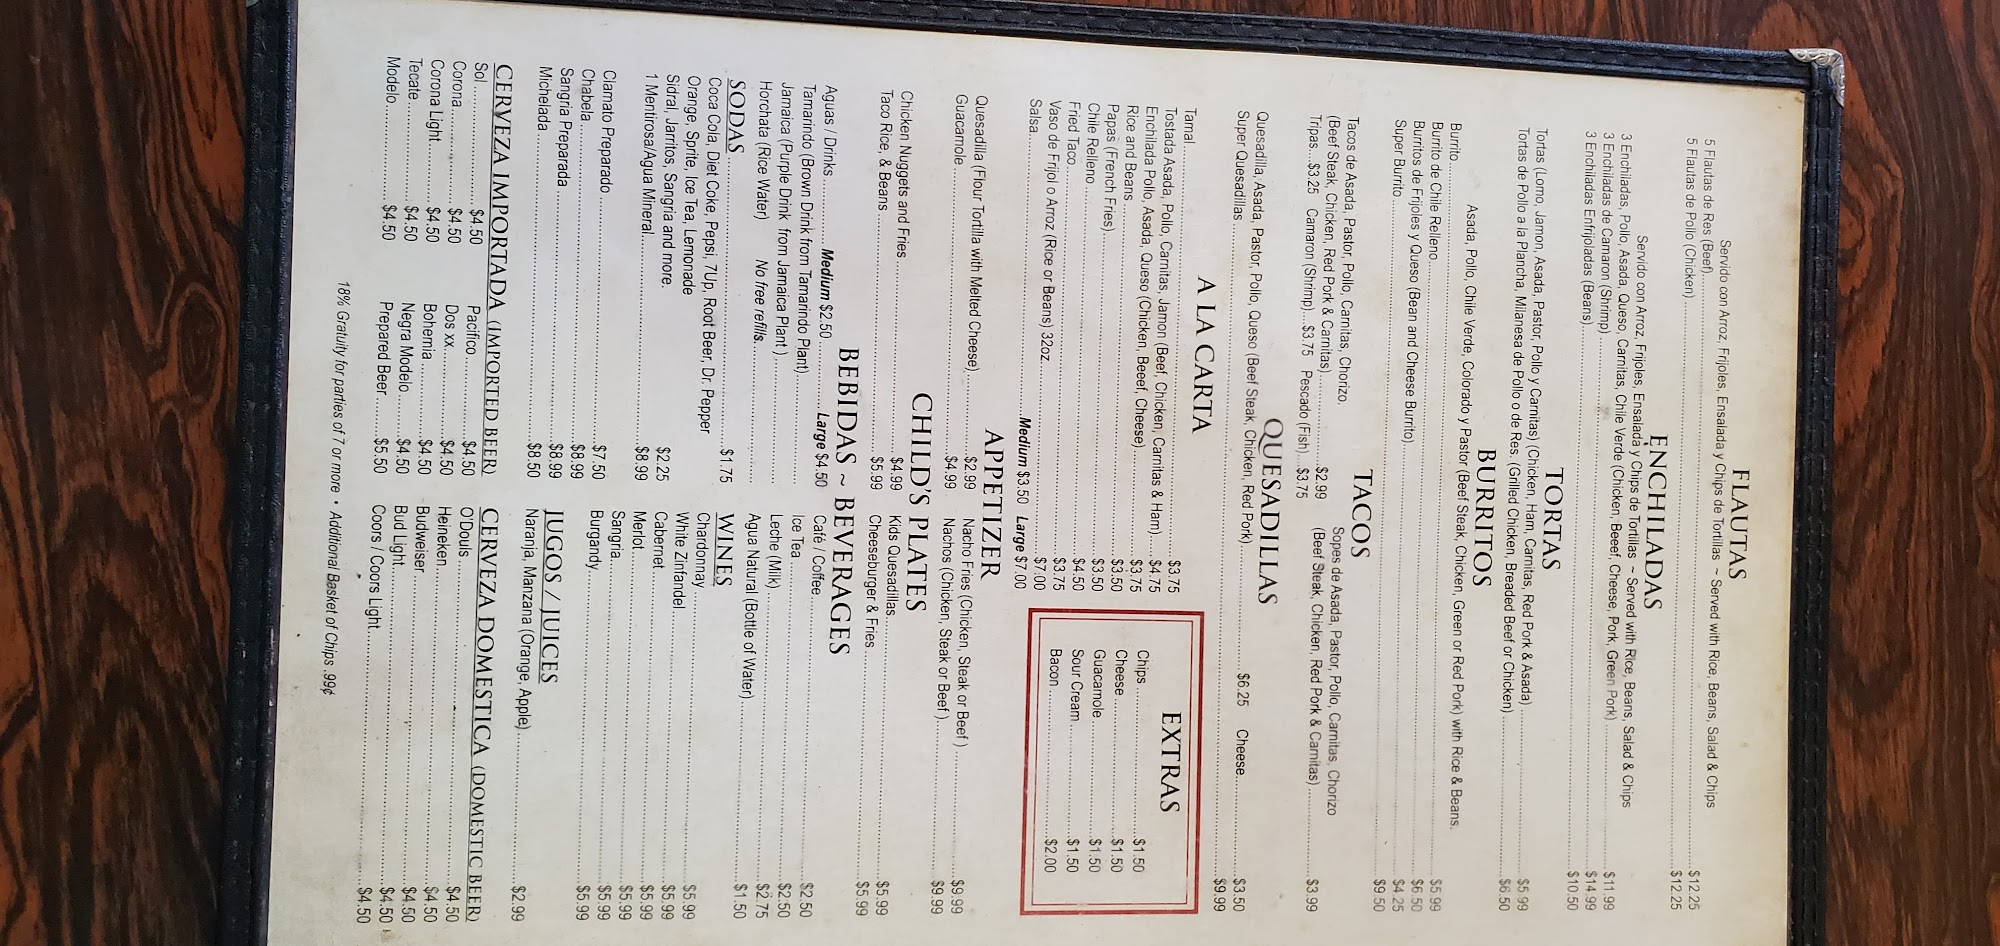 FLAUTAS
Servido con Arroz, Frijoles, Ensalada y Chips de Tortillas ~ Served with Rice, Beans, Salad & Chips
5 Flautas de Res (Beef) $12.25
5 Flautas de Pollo (Chicken) $12.25
ENCHILADAS
Servido con Arroz, Frijoles, Ensalada y Chips de Tortillas ~ Served with Rice, Beans, Salad & Chips
3 Enchiladas, Pollo, Asada, Queso, Carnitas, Chile Verde (Chicken, Beeef, Cheese, Pork, Green Pork) $11.99
3 Enchiladas de Camaron (Shrimp) $14.99
3 Enchiladas Enfrijoladas (Beans) $10.50
TORTAS
Tortas (Lomo, Jamon, Asada, Pastor, Pollo y Carnitas) (Chicken, Ham, Carnitas, Red Pork & Asada) $5.99
Tortas de Pollo a la Plancha, Milanesa de Pollo o de Res. (Grilled Chicken, Breaded Beef or Chicken) $6.50
BURRITOS
Asada, Pollo, Chile Verde, Colorado y Pastor (Beef Steak, Chicken, Green or Red Pork) with Rice & Beans.
Burrito $5.99
Burrito de Chile Relleno $6.50
Burritos de Frijoles y Queso (Bean and Cheese Burrito) $4.25
Super Burrito $9.50
TACOS
Tacos de Asada, Pastor, Pollo, Carnitas, Chorizo.
(Beef Steak, Chicken, Red Pork & Carnitas) $2.99
Tripas...$3.25 Camaron (Shrimp)...$3.75 Pescado (Fish)...$3.75
Sopes de Asada, Pastor, Pollo, Carnitas, Chorizo
(Beef Steak, Chicken, Red Pork & Carnitas) $3.99
QUESADILLAS
Quesadilla, Asada, Pastor, Pollo, Queso (Beef Steak, Chicken, Red Pork) $6.25 Cheese $3.50
Super Quesadillas $9.99
A LA CARTA
Tamal $3.75
Tostada Asada, Pollo, Carnitas, Jamon (Beef, Chicken, Carnitas & Ham) $4.75
Enchilada Pollo, Asada, Queso (Chicken, Beeef, Cheese) $3.75
Rice and Beans $3.50
Papas (French Fries) $3.50
Chile Relleno $4.50
Fried Taco $3.75
Vaso de Frijol o Arroz (Rice or Beans) 32oz $7.00
Salsa Medium $3.50 Large $7.00
EXTRAS
Chips $1.50
Cheese $1.50
Guacamole $1.50
Sour Cream $1.50
Bacon $2.00
APPETIZER
Quesadilla (Flour Tortilla with Melted Cheese) $2.99
Guacamole $4.99
Nacho Fries (Chicken, Steak or Beef) $9.99
Nachos (Chicken, Steak or Beef) $9.99
CHILD'S PLATES
Chicken Nuggets and Fries $4.99
Taco Rice, & Beans $5.99
Kids Quesadillas $5.99
Cheeseburger & Fries $5.99
BEBIDAS ~ BEVERAGES
Aguas / Drinks Medium $2.50 Large $4.50
Tamarindo (Brown Drink from Tamarindo Plant)
Jamaica (Purple Drink from Jamaica Plant)
Horchata (Rice Water) No free refills.
SODAS $1.75
Coca Cola, Diet Coke, Pepsi, 7Up, Root Beer, Dr. Pepper
Orange, Sprite, Ice Tea, Lemonade
Sidral, Jarritos, Sangria and more. $2.25
1 Mentirosa/Agua Mineral $8.99
Clamato Preparado $7.50
Chabela $8.99
Sangria Preparada $8.99
Michelada $8.50
Café / Coffee $2.50
Ice Tea $2.50
Leche (Milk) $2.75
Agua Natural (Bottle of Water) $1.50
WINES
Chardonnay $5.99
White Zinfandel $5.99
Cabernet $5.99
Merlot $5.99
Sangria $5.99
Burgandy $5.99
JUGOS / JUICES
Naranja, Manzana (Orange, Apple) $2.99
CERVEZA IMPORTADA (IMPORTED BEER)
Sol $4.50 Pacifico $4.50
Corona $4.50 Dos xx $4.50
Corona Light $4.50 Bohemia $4.50
Tecate $4.50 Negra Modelo $4.50
Modelo $4.50 Prepared Beer $5.50
CERVEZA DOMESTICA (DOMESTIC BEER)
O'Douls $4.50
Heineken $4.50
Budweiser $4.50
Bud Light $4.50
Coors / Coors Light $4.50
18% Gratuity for parties of 7 or more • Additional Basket of Chips .99¢